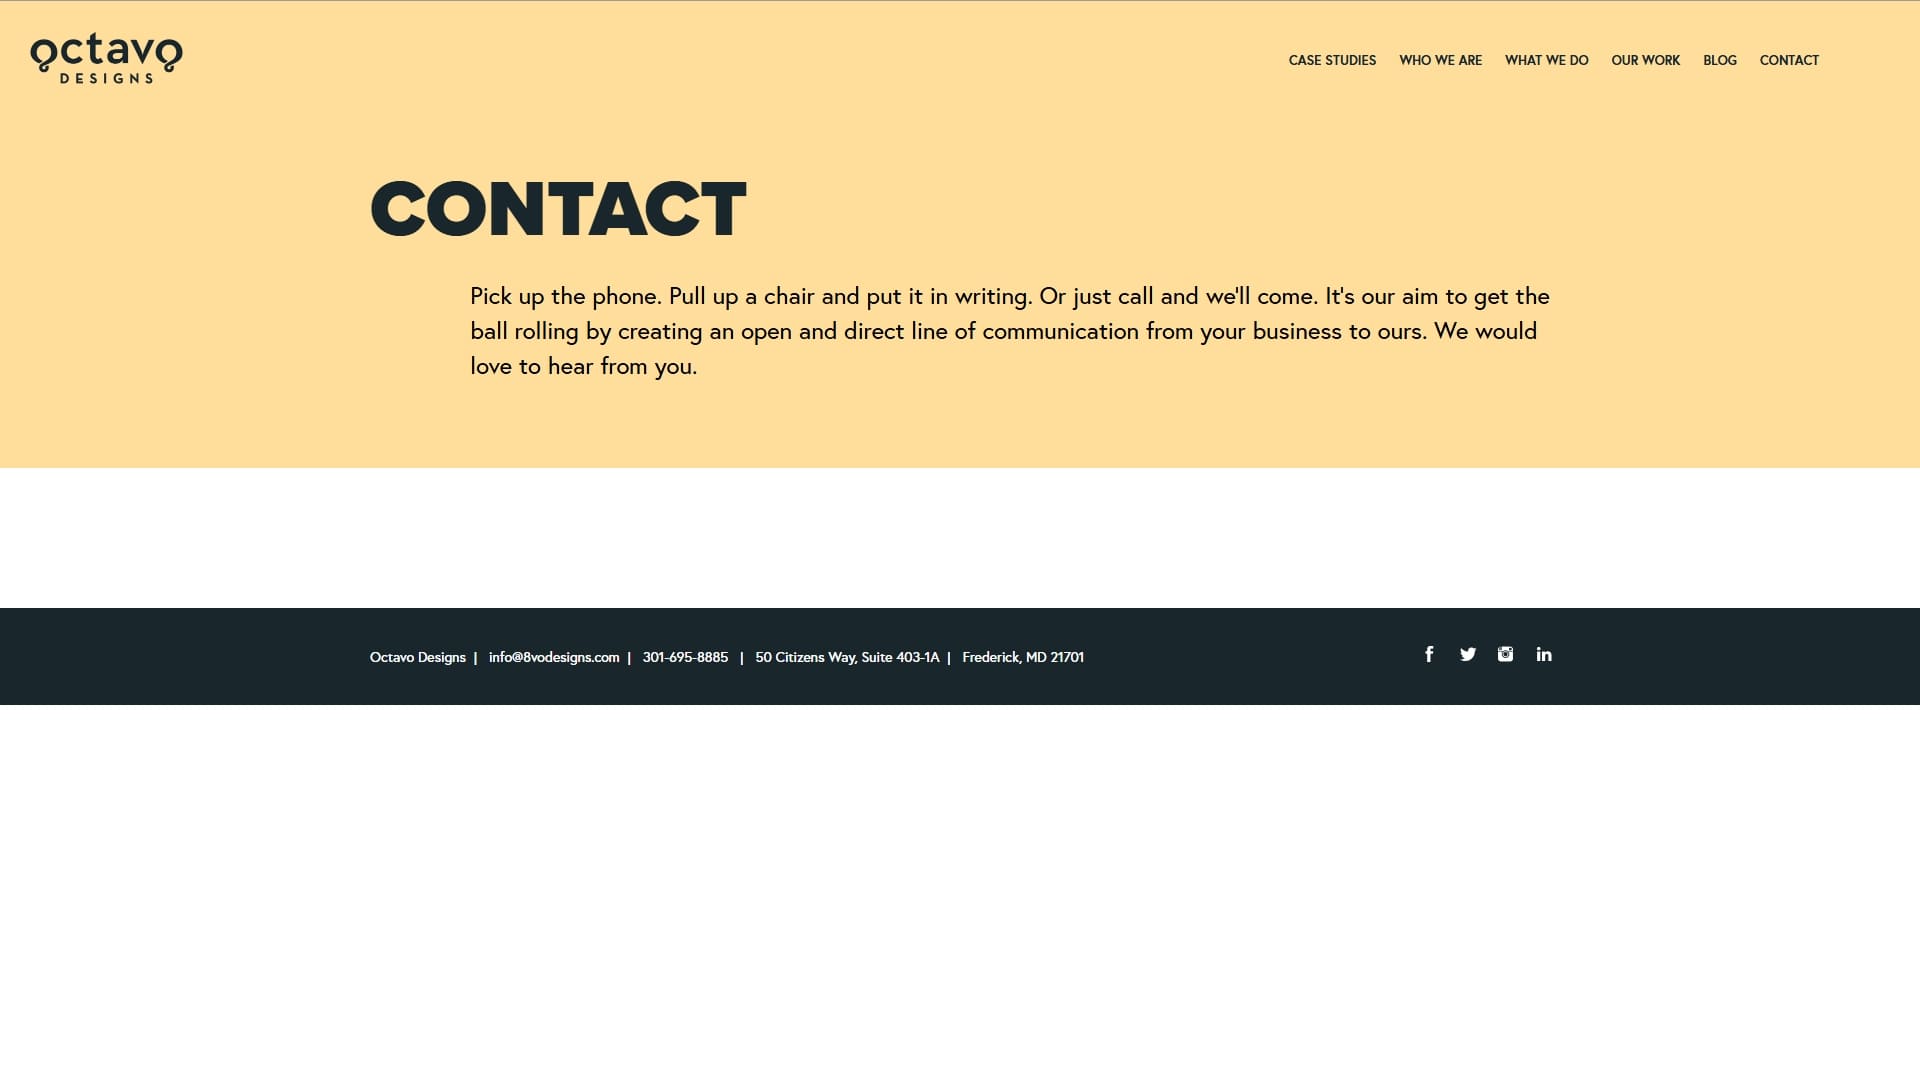 octavo
DESIGNS
CASE STUDIES WHO WE ARE WHAT WE DO OUR WORK BLOG CONTACT
CONTACT
Pick up the phone. Pull up a chair and put it in writing. Or just call and we'll come. It's our aim to get the
ball rolling by creating an open and direct line of communication from your business to ours. We would
love to hear from you.
Octavo Designs | info@8vodesigns.com | 301-695-8885 | 50 Citizens Way, Suite 403-1A | Frederick, MD 21701